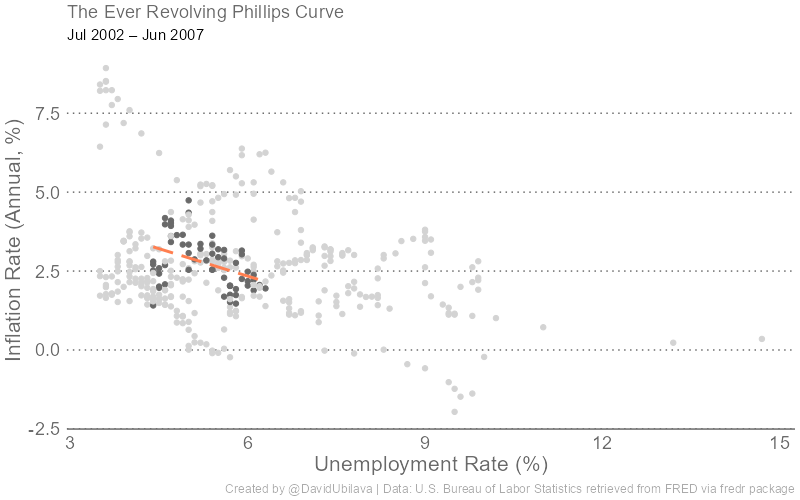 The Ever Revolving Phillips Curve
Jul 2002 – Jun 2007
Inflation Rate (Annual, %)
7.5
5.0
2.5
0.0
-2.5
3 6 9 12 15
Unemployment Rate (%)
Created by @DavidUbilava | Data: U.S. Bureau of Labor Statistics retrieved from FRED via fredr package